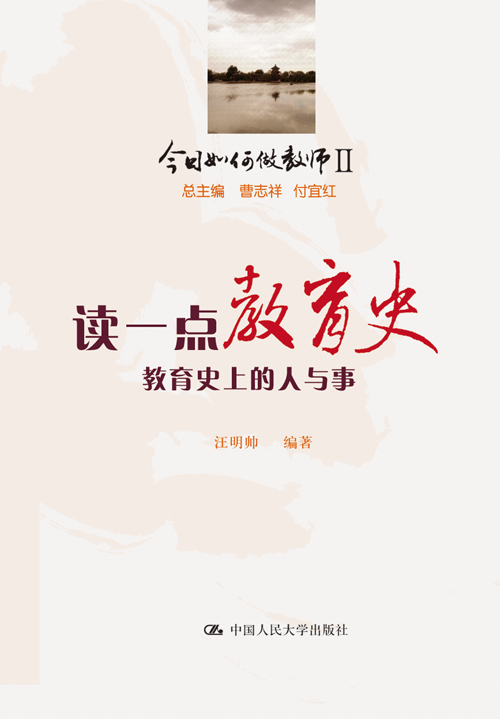 今日如何做教师Ⅱ
总主编 曹志祥 付宜红
读一点教育史
教育史上的人与事
汪明帅 编著
中国人民大学出版社